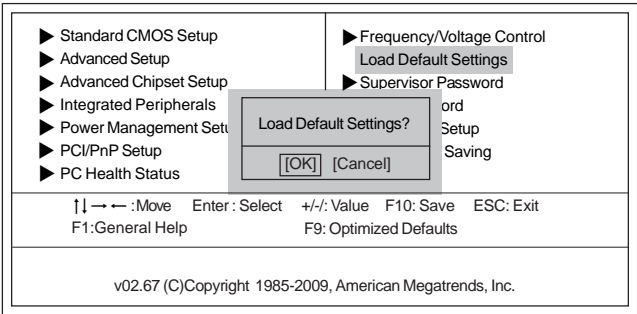 Standard CMOS Setup
Advanced Setup
Advanced Chipset Setup
Integrated Peripherals
Power Management Setu
PCI/PnP Setup
PC Health Status
Frequency/Voltage Control
Load Default Settings
Supervisor Password
ord
Setup
Saving
Load Default Settings?
[OK] [Cancel]
↑↓→←:Move Enter : Select +/-/: Value F10: Save ESC: Exit
F1:General Help F9: Optimized Defaults
v02.67 (C)Copyright 1985-2009, American Megatrends, Inc.